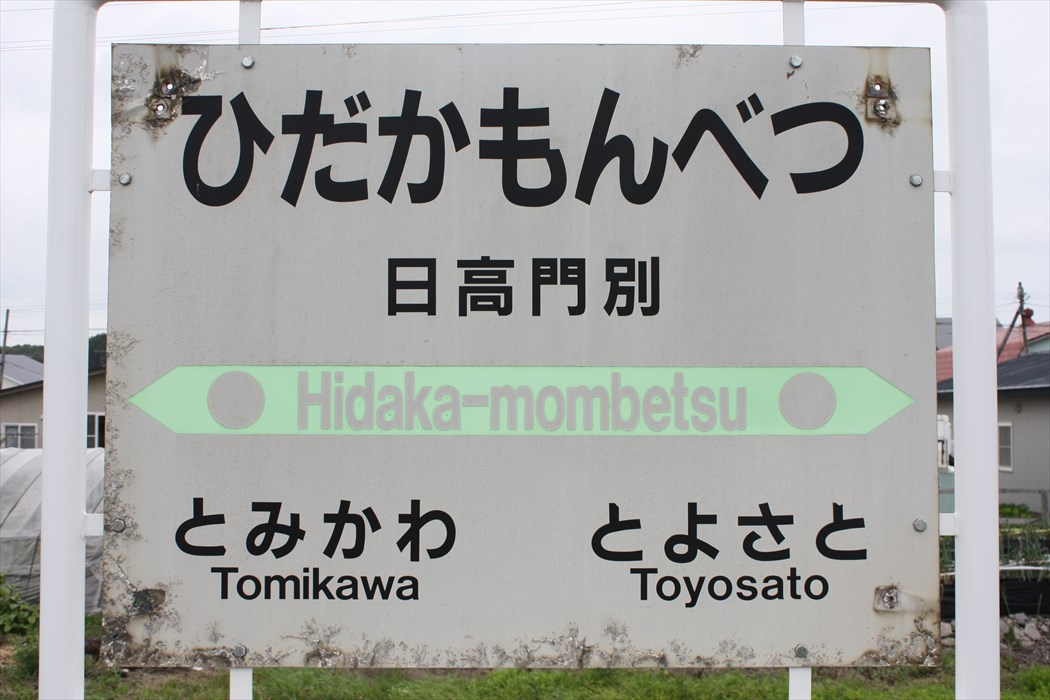 ひだかもんべつ
日高門別
Hidaka-mombetsu
とみかわ とよさと
Tomikawa Toyosato